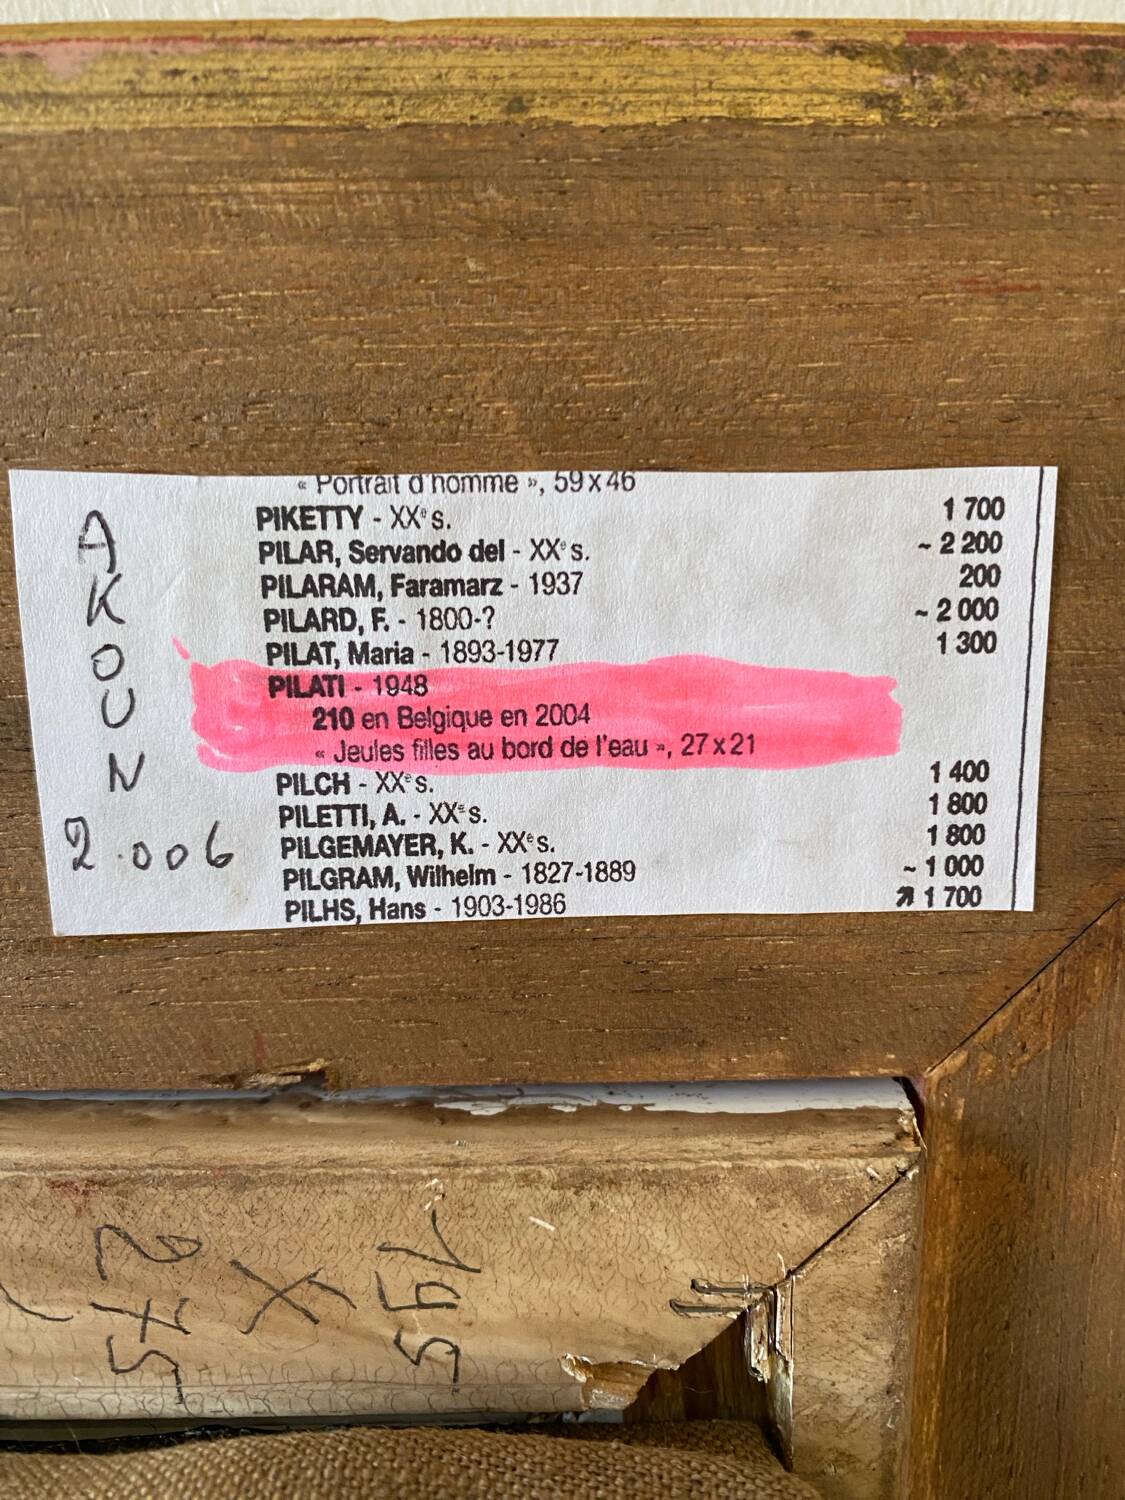 « Portrait d'homme », 59 x 46
PIKETTY - XXᵉ s. 1 700
PILAR, Servando del - XXᵉ s. ~ 2 200
PILARAM, Faramarz - 1937 200
PILARD, F. - 1800-? ~ 2 000
PILAT, Maria - 1893-1977 1 300
PILATI - 1948
210 en Belgique en 2004
« Jeules filles au bord de l'eau », 27 x 21
PILCH - XXᵉ s. 1 400
PILETTI, A. - XXᵉ s. 1 800
PILGEMAYER, K. - XXᵉ s. 1 800
PILGRAM, Wilhelm - 1827-1889 ~ 1 000
PILHS, Hans - 1903-1986 ↗ 1 700
A
K
O
U
N
2.006